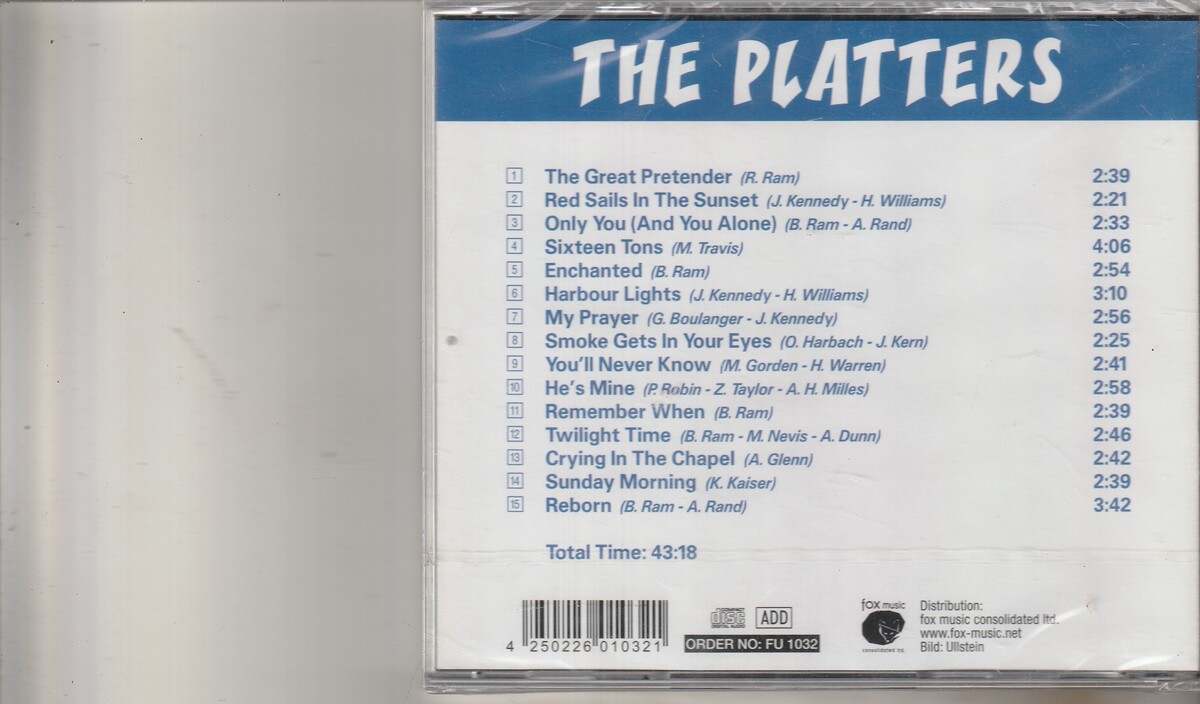 THE PLATTERS
1 The Great Pretender (R. Ram) 2:39
2 Red Sails In The Sunset (J. Kennedy - H. Williams) 2:21
3 Only You (And You Alone) (B. Ram - A. Rand) 2:33
4 Sixteen Tons (M. Travis) 4:06
5 Enchanted (B. Ram) 2:54
6 Harbour Lights (J. Kennedy - H. Williams) 3:10
7 My Prayer (G. Boulanger - J. Kennedy) 2:56
8 Smoke Gets In Your Eyes (O. Harbach - J. Kern) 2:25
9 You'll Never Know (M. Gorden - H. Warren) 2:41
10 He's Mine (P. Robin - Z. Taylor - A. H. Milles) 2:58
11 Remember When (B. Ram) 2:39
12 Twilight Time (B. Ram - M. Nevis - A. Dunn) 2:46
13 Crying In The Chapel (A. Glenn) 2:42
14 Sunday Morning (K. Kaiser) 2:39
15 Reborn (B. Ram - A. Rand) 3:42
Total Time: 43:18
4 250226 010321
COMPACT
disc
DIGITAL AUDIO
ADD
ORDER NO: FU 1032
fox music
consolidated ltd.
Distribution:
fox music consolidated ltd.
www.fox-music.net
Bild: Ullstein